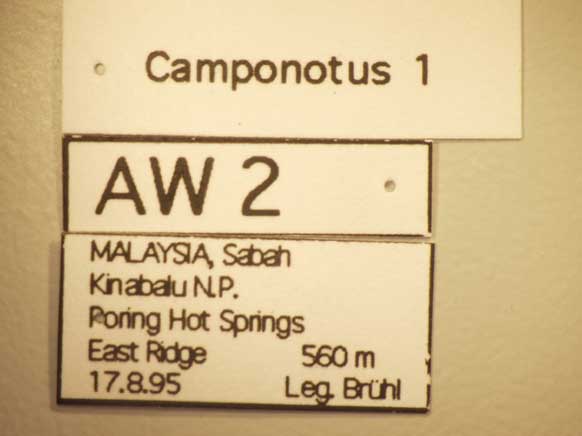 Camponotus 1
AW 2
MALAYSIA, Sabah
Kinabalu N.P.
Poring Hot Springs
East Ridge 560 m
17.8.95 Leg. Brühl